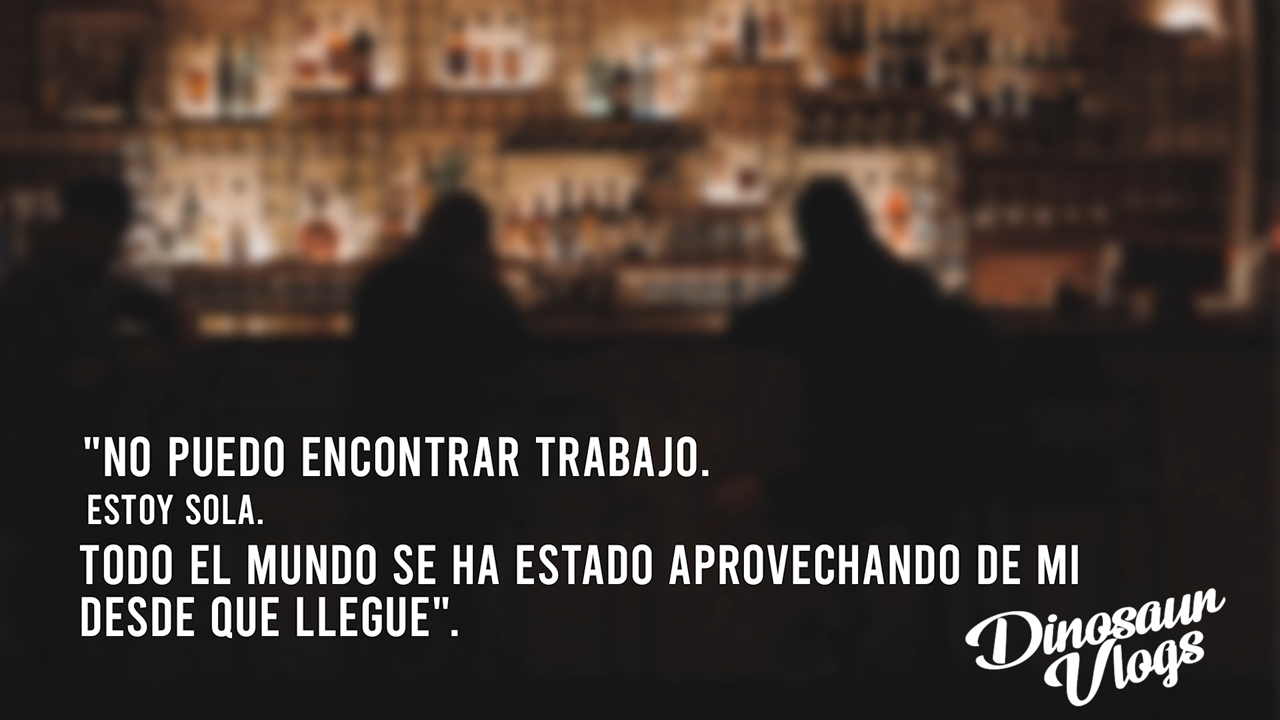 "NO PUEDO ENCONTRAR TRABAJO.
ESTOY SOLA.
TODO EL MUNDO SE HA ESTADO APROVECHANDO DE MI
DESDE QUE LLEGUE".
Dinosaur
Vlogs